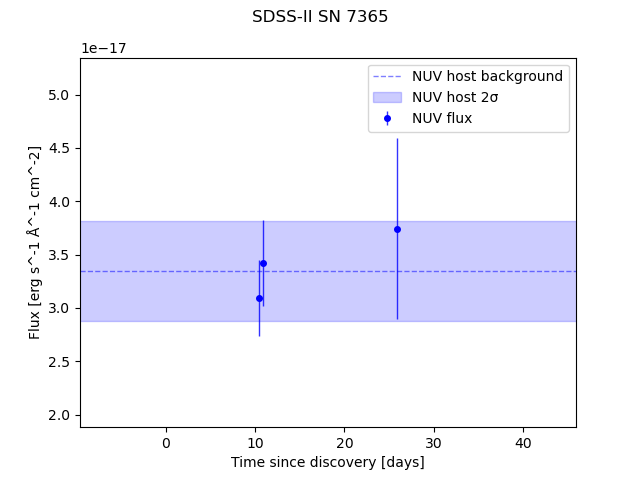 SDSS-II SN 7365
1e−17
NUV host background
NUV host 2σ
NUV flux
5.0
4.5
4.0
3.5
3.0
2.5
2.0
Flux [erg s^-1 Å^-1 cm^-2]
0 10 20 30 40
Time since discovery [days]